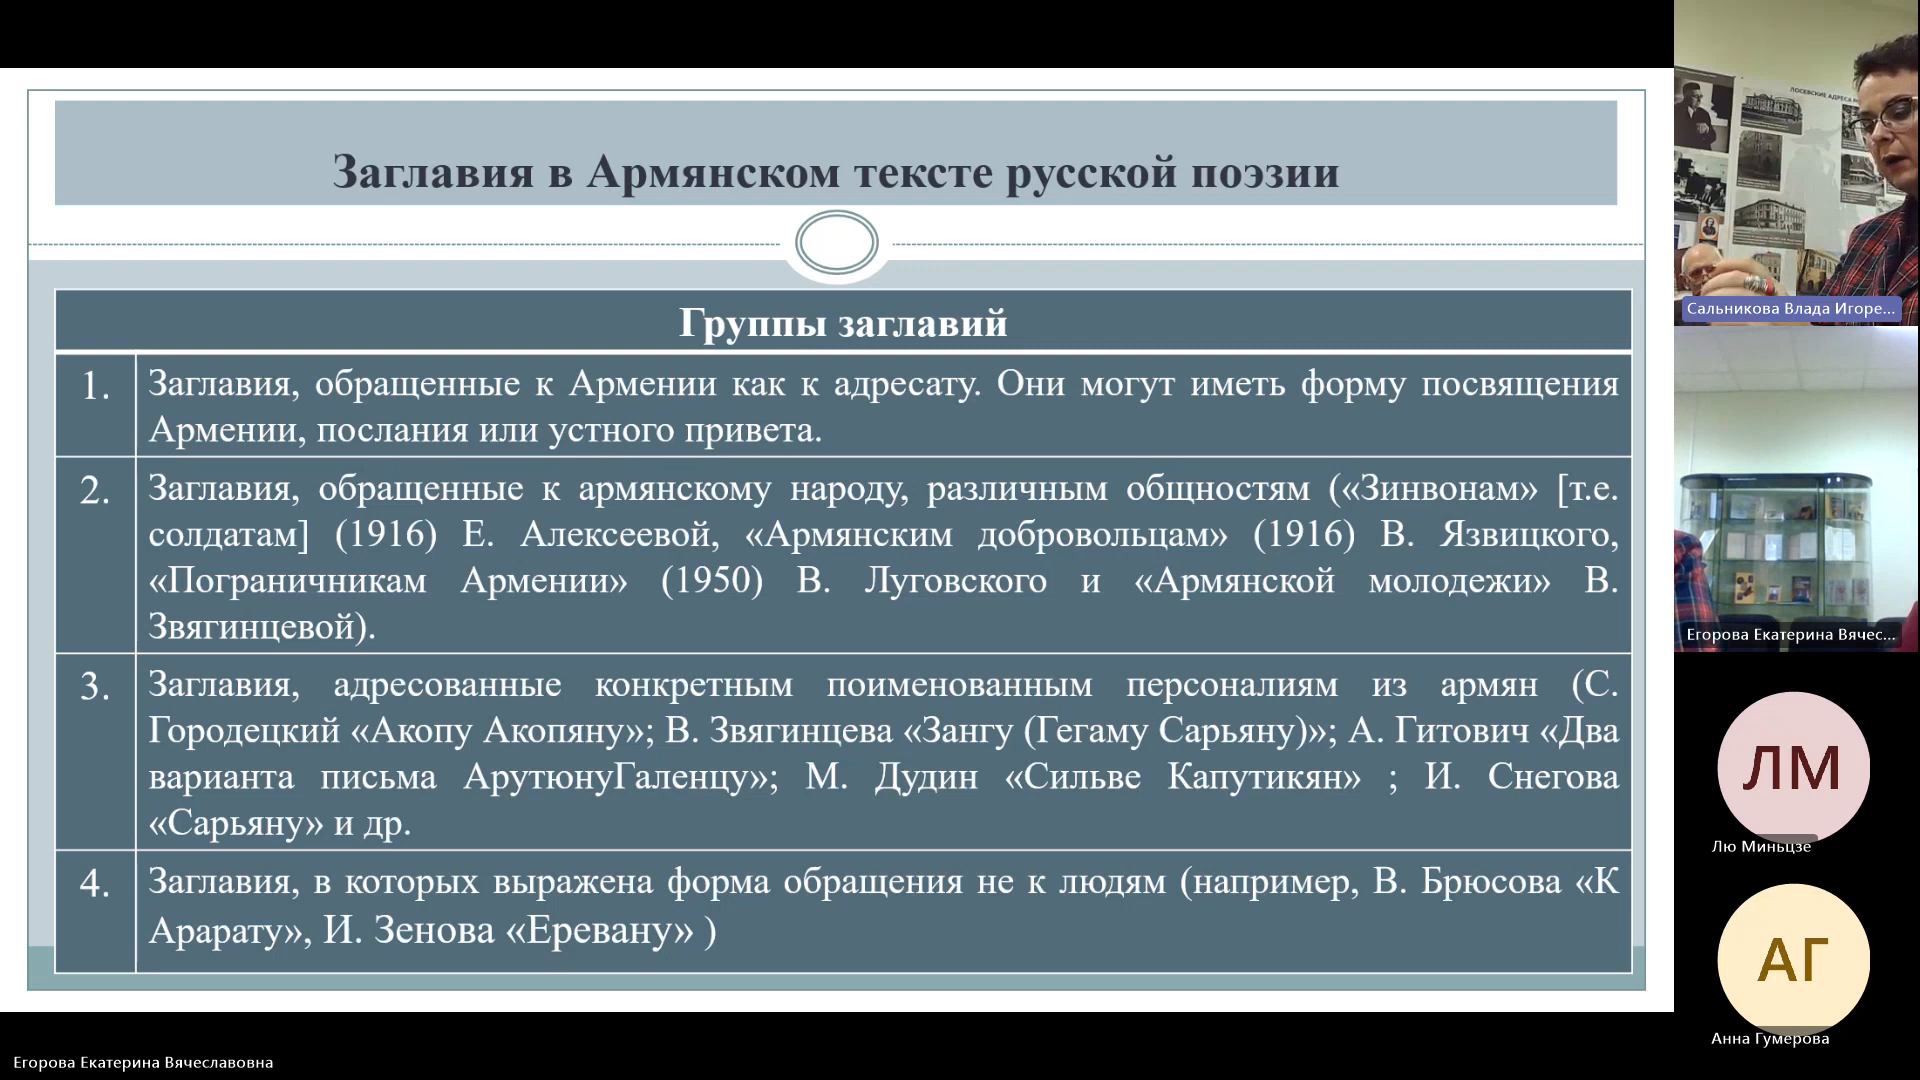 Заглавия в Армянском тексте русской поэзии
Группы заглавий
1.
Заглавия, обращенные к Армении как к адресату. Они могут иметь форму посвящения
Армении, послания или устного привета.
2.
Заглавия, обращенные к армянскому народу, различным общностям («Зинвонам» [т.е.
солдатам] (1916) Е. Алексеевой, «Армянским добровольцам» (1916) В. Язвицкого,
«Пограничникам Армении» (1950) В. Луговского и «Армянской молодежи» В.
Звягинцевой).
3.
Заглавия, адресованные конкретным поименованным персоналиям из армян (С.
Городецкий «Акопу Акопяну»; В. Звягинцева «Зангу (Гегаму Сарьяну)»; А. Гитович «Два
варианта письма АрутюнуГаленцу»; М. Дудин «Сильве Капутикян» ; И. Снегова
«Сарьяну» и др.
4.
Заглавия, в которых выражена форма обращения не к людям (например, В. Брюсова «К
Арарату», И. Зенова «Еревану» )
ЛОСЕВСКИЕ АДРЕСА
Сальникова Влада Игоре...
Егорова Екатерина Вячес...
ЛМ
Лю Миньцзе
АГ
Анна Гумерова
Егорова Екатерина Вячеславовна